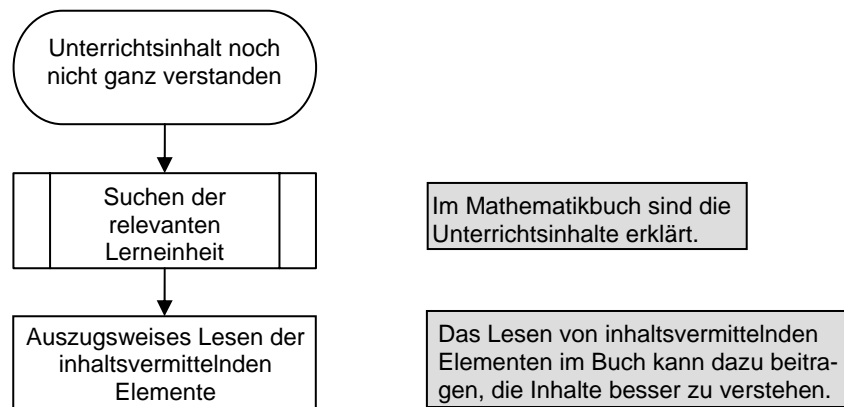 Unterrichtsinhalt noch
nicht ganz verstanden
Suchen der
relevanten
Lerneinheit
Im Mathematikbuch sind die
Unterrichtsinhalte erklärt.
Auszugsweises Lesen der
inhaltsvermittelnden
Elemente
Das Lesen von inhaltsvermittelnden
Elementen im Buch kann dazu beitra-
gen, die Inhalte besser zu verstehen.